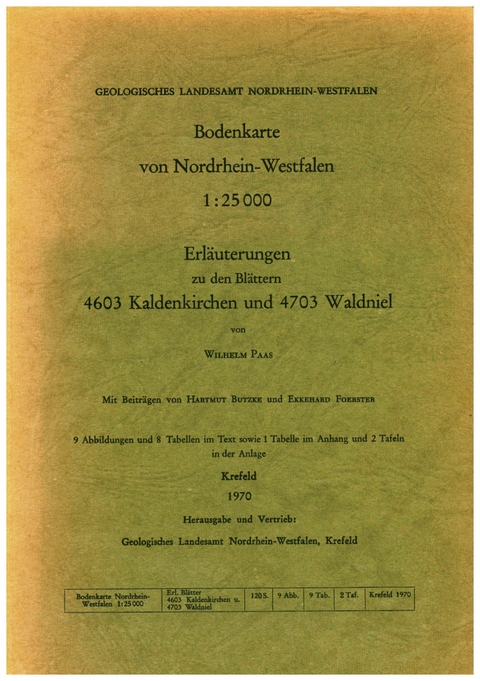 GEOLOGISCHES LANDESAMT NORDRHEIN-WESTFALEN
Bodenkarte
von Nordrhein-Westfalen
1:25000
Erläuterungen
zu den Blättern
4603 Kaldenkirchen und 4703 Waldniel
von
WILHELM PAAS
Mit Beiträgen von HARTMUT BUTZKE und EKKEHARD FOERSTER
9 Abbildungen und 8 Tabellen im Text sowie 1 Tabelle im Anhang und 2 Tafeln
in der Anlage
Krefeld
1970
Herausgabe und Vertrieb:
Geologisches Landesamt Nordrhein-Westfalen, Krefeld
Bodenkarte Nordrhein-
Westfalen 1:25000
Erl. Blätter
4603 Kaldenkirchen u.
4703 Waldniel
120 S.
9 Abb.
9 Tab.
2 Taf.
Krefeld 1970